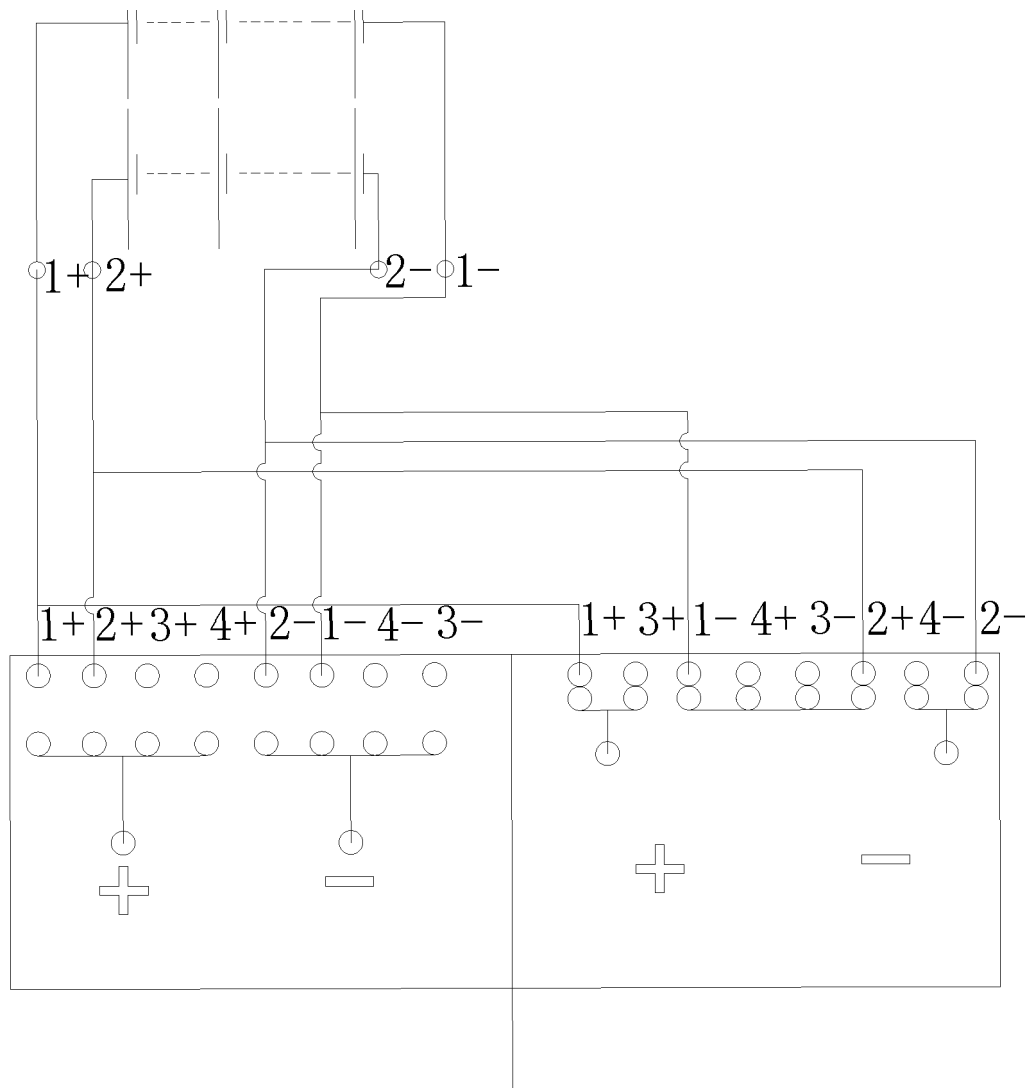 1+ 2+ 2- 1-
1+ 2+ 3+ 4+ 2- 1- 4- 3- 1+ 3+ 1- 4+ 3- 2+ 4- 2-
+ - + -